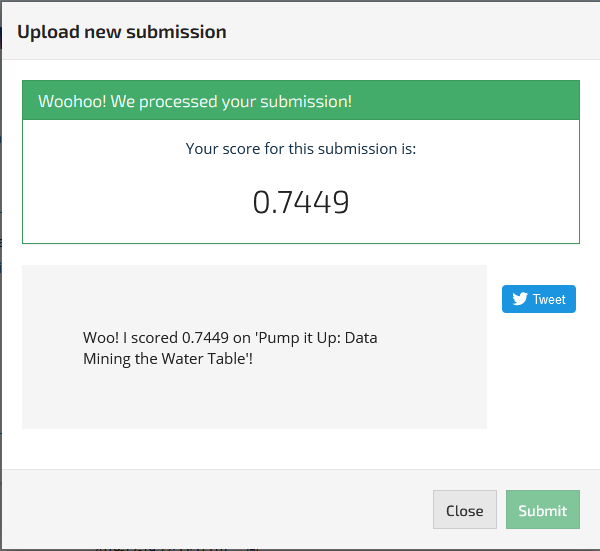 Upload new submission
Woohoo! We processed your submission!
Your score for this submission is:
0.7449
Tweet
Woo! I scored 0.7449 on 'Pump it Up: Data
Mining the Water Table'!
Close
Submit